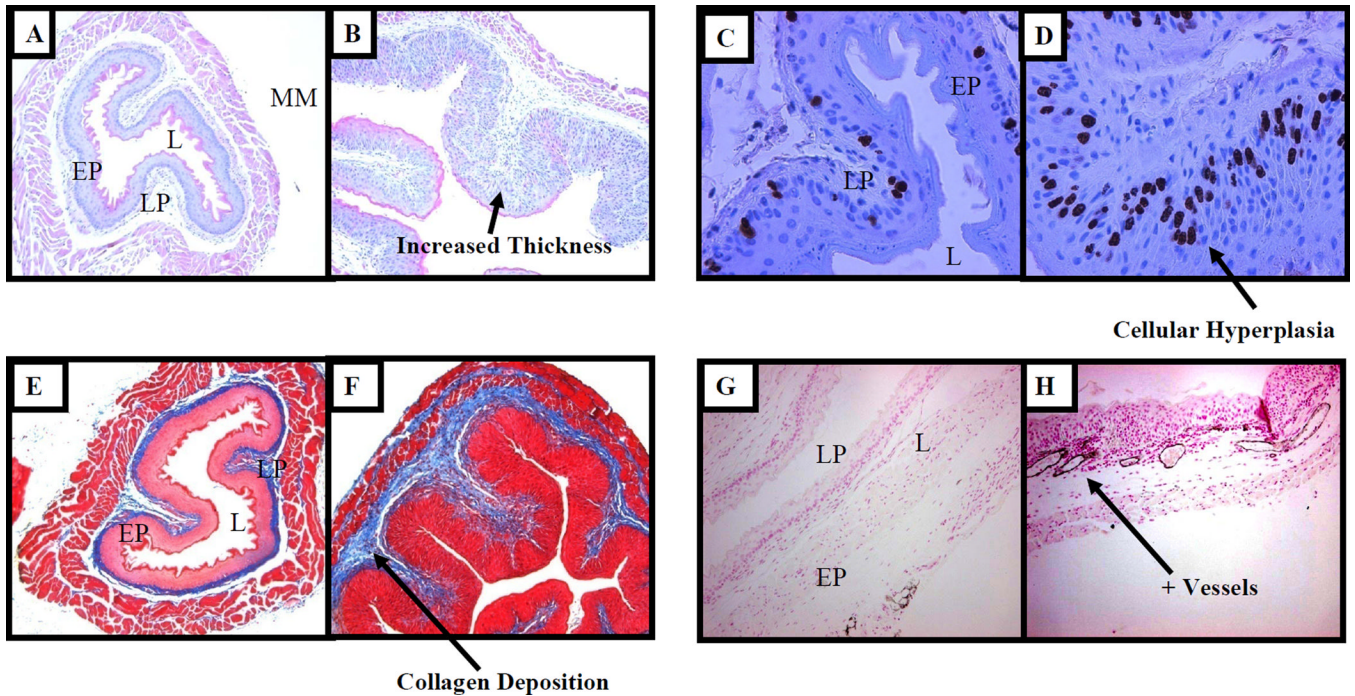 A
B
MM
L
EP
LP
Increased Thickness
C
D
EP
LP
L
Cellular Hyperplasia
E
F
LP
EP
L
Collagen Deposition
G
H
LP
L
EP
+ Vessels